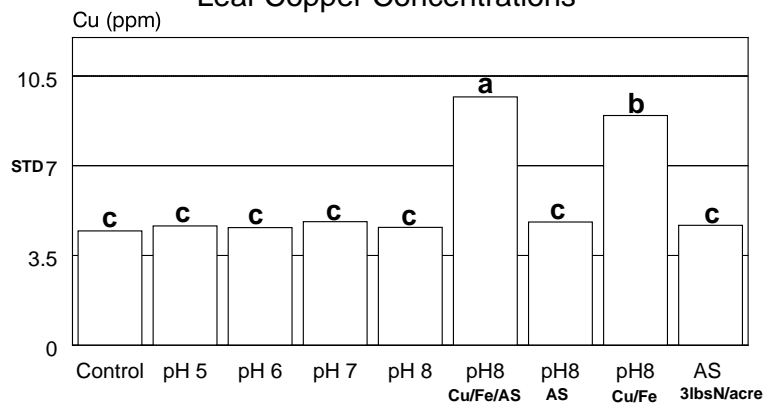 Leaf Copper Concentrations
Cu (ppm)
10.5
STD 7
3.5
0
a
b
c c c c c c c
Control pH 5 pH 6 pH 7 pH 8 pH8 pH8 pH8 AS
Cu/Fe/AS AS Cu/Fe 3lbsN/acre